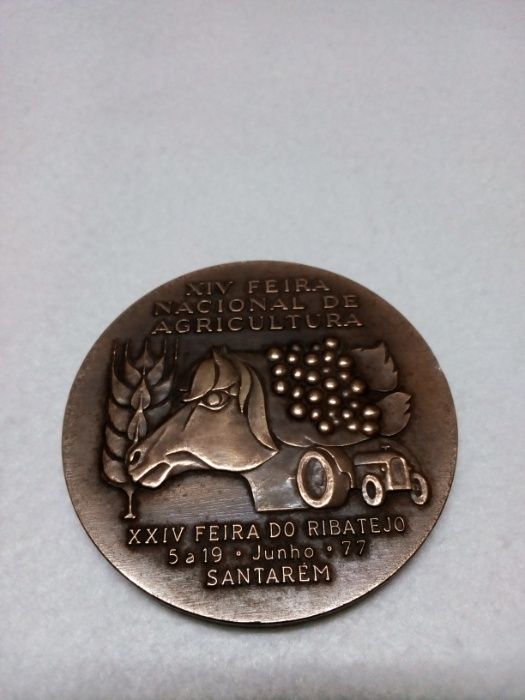 XIV FEIRA
NACIONAL DE
AGRICULTURA
XXIV FEIRA DO RIBATEJO
5 a 19 • Junho • 77
SANTARÉM